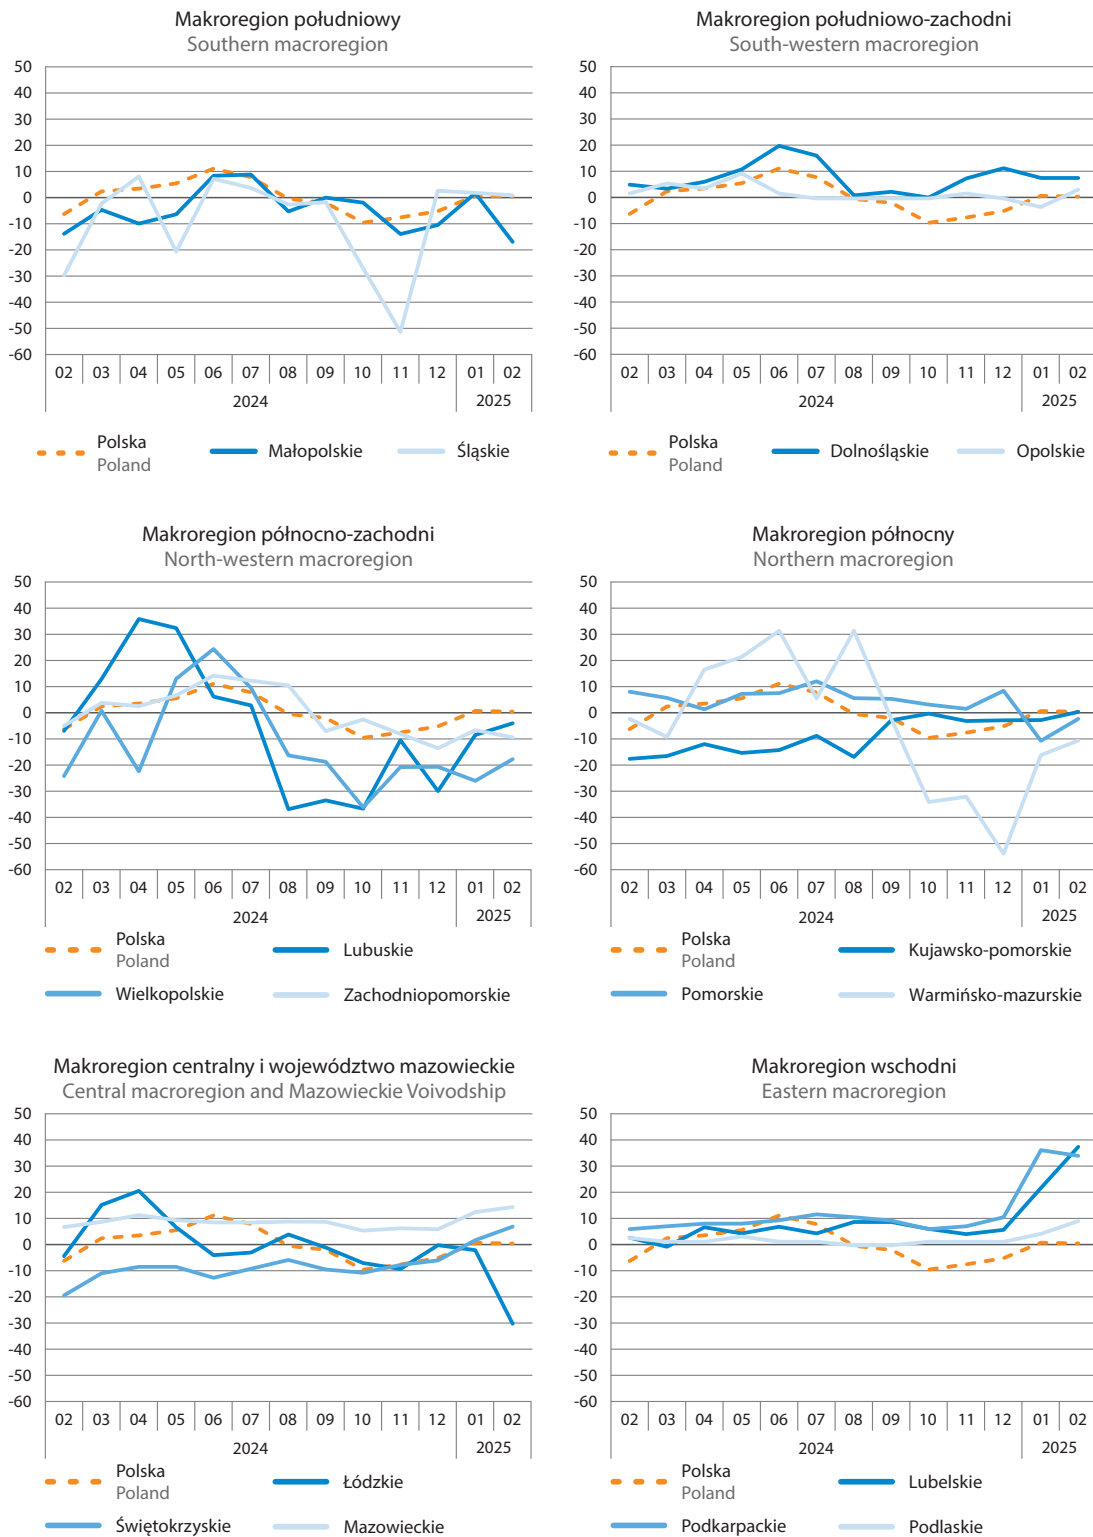 Makroregion południowy
Southern macroregion
50
40
30
20
10
0
-10
-20
-30
-40
-50
-60
02 03 04 05 06 07 08 09 10 11 12 01 02
2024 2025
Polska
Poland
Małopolskie
Śląskie
Makroregion południowo-zachodni
South-western macroregion
50
40
30
20
10
0
-10
-20
-30
-40
-50
-60
02 03 04 05 06 07 08 09 10 11 12 01 02
2024 2025
Polska
Poland
Dolnośląskie
Opolskie
Makroregion północno-zachodni
North-western macroregion
50
40
30
20
10
0
-10
-20
-30
-40
-50
-60
02 03 04 05 06 07 08 09 10 11 12 01 02
2024 2025
Polska
Poland
Lubuskie
Wielkopolskie
Zachodniopomorskie
Makroregion północny
Northern macroregion
50
40
30
20
10
0
-10
-20
-30
-40
-50
-60
02 03 04 05 06 07 08 09 10 11 12 01 02
2024 2025
Polska
Poland
Kujawsko-pomorskie
Pomorskie
Warmińsko-mazurskie
Makroregion centralny i województwo mazowieckie
Central macroregion and Mazowieckie Voivodship
50
40
30
20
10
0
-10
-20
-30
-40
-50
-60
02 03 04 05 06 07 08 09 10 11 12 01 02
2024 2025
Polska
Poland
Łódzkie
Świętokrzyskie
Mazowieckie
Makroregion wschodni
Eastern macroregion
50
40
30
20
10
0
-10
-20
-30
-40
-50
-60
02 03 04 05 06 07 08 09 10 11 12 01 02
2024 2025
Polska
Poland
Lubelskie
Podkarpackie
Podlaskie